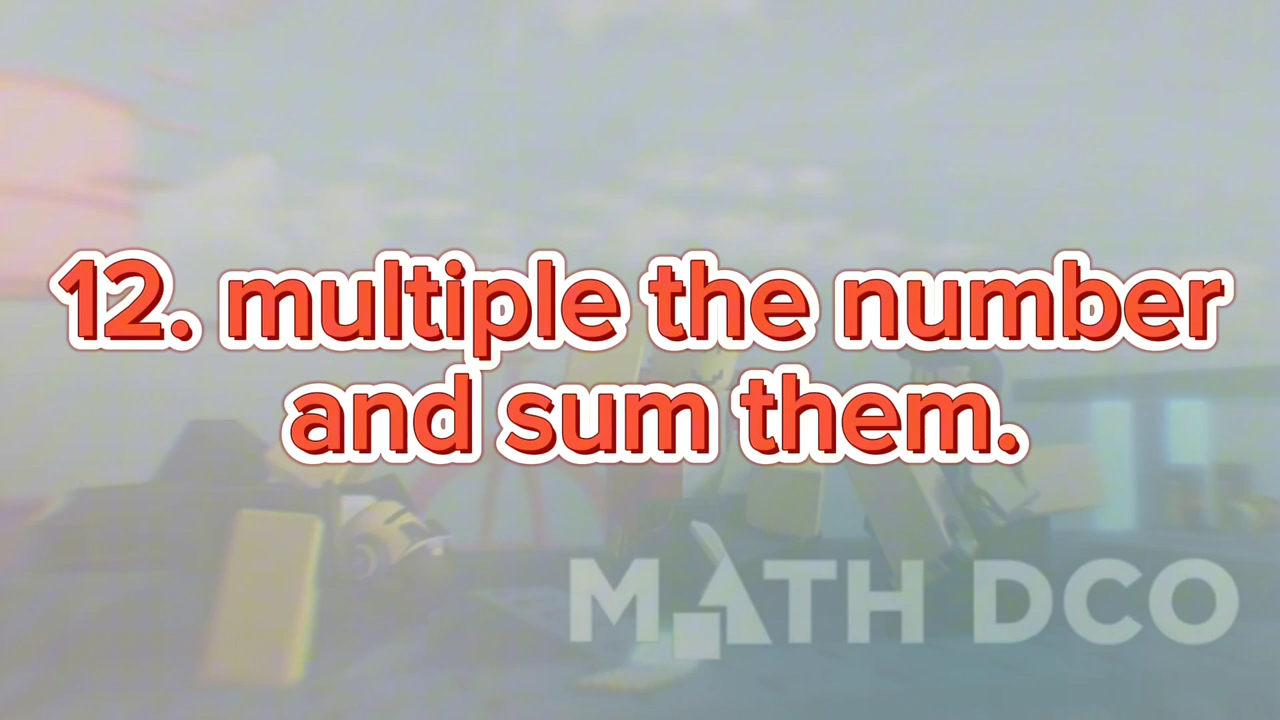 12. multiple the number
and sum them.
MATH DCO